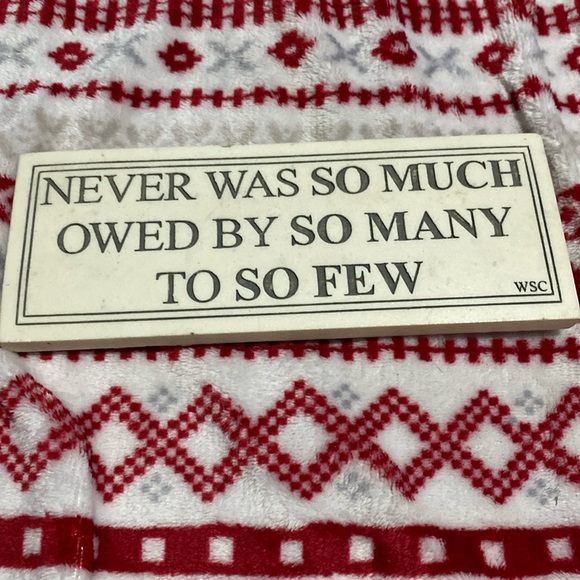 NEVER WAS SO MUCH
OWED BY SO MANY
TO SO FEW
WSC